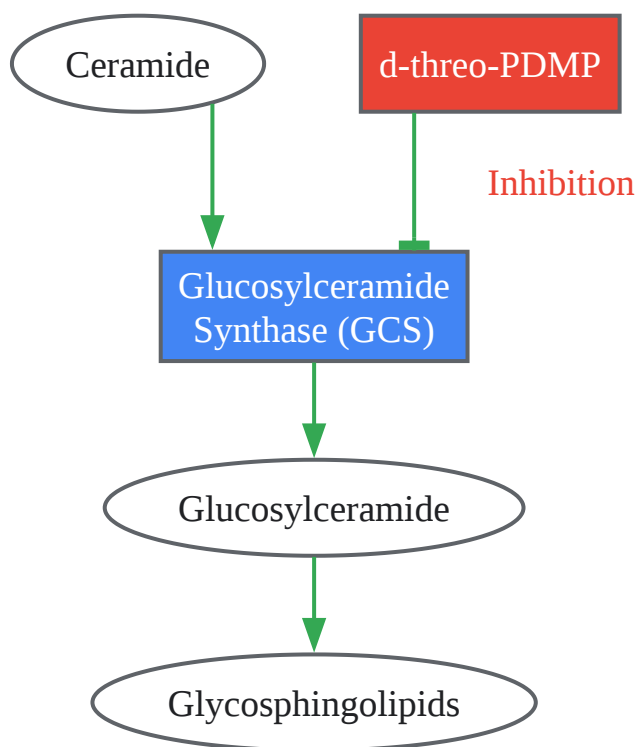 Ceramide
d-threo-PDMP
Inhibition
Glucosylceramide
Synthase (GCS)
Glucosylceramide
Glycosphingolipids